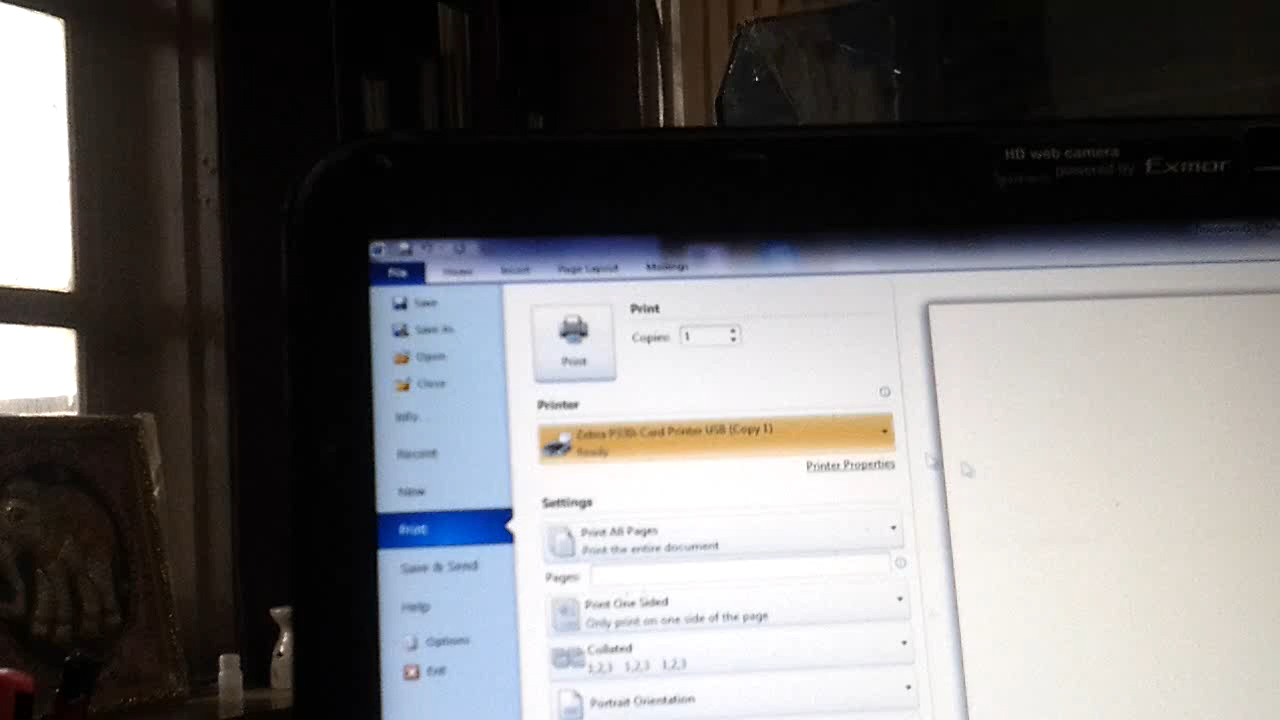 HD web camera
powered by Exmor
File Home Insert Page Layout Mailings
Save
Save As
Open
Close
Info
Recent
New
Print
Save & Send
Help
Options
Exit
Print
Print
Copies: 1
Printer
Zebra P330i Card Printer USB (Copy 1)
Ready
Printer Properties
Settings
Print All Pages
Print the entire document
Pages:
Print One Sided
Only print on one side of the page
Collated
1,2,3 1,2,3 1,2,3
Portrait Orientation